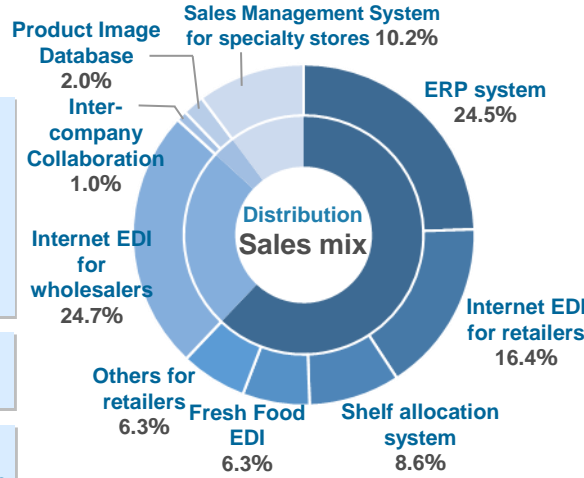 Sales Management System
for specialty stores 10.2%
Product Image
Database
2.0%
Inter-
company
Collaboration
1.0%
ERP system
24.5%
Distribution
Sales mix
Internet EDI
for
wholesalers
24.7%
Internet EDI
for retailers
16.4%
Others for
retailers
6.3%
Fresh Food
EDI
6.3%
Shelf allocation
system
8.6%